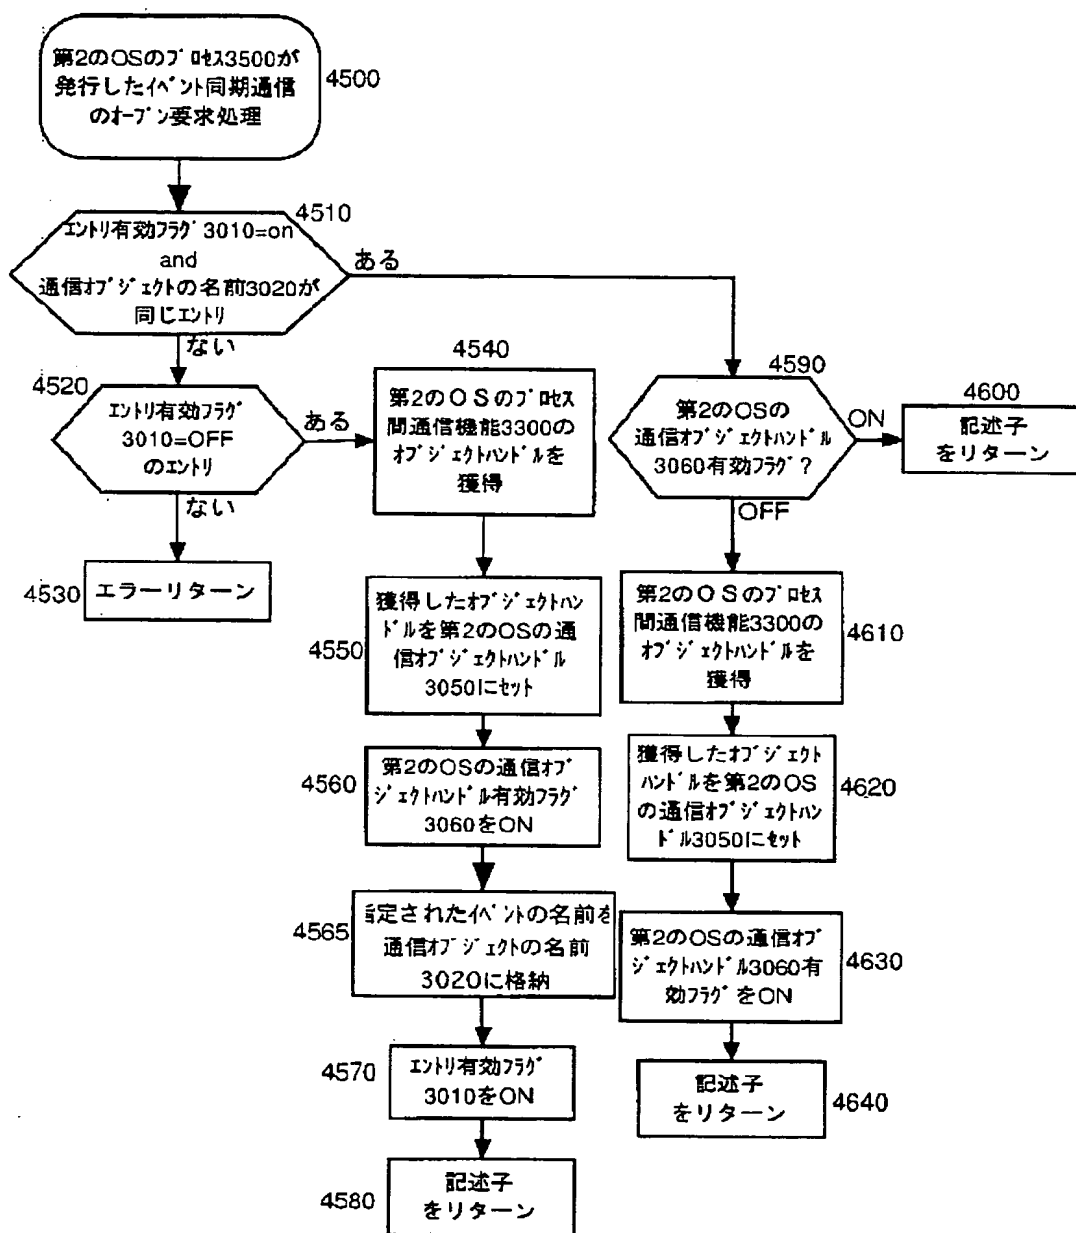 第2のOSのﾌﾟﾛｾｽ3500が
発行したｲﾍﾞﾝﾄ同期通信
のｵｰﾌﾟﾝ要求処理
4500
4510
ｴﾝﾄﾘ有効ﾌﾗｸﾞ3010=on
and
通信ｵﾌﾞｼﾞｪｸﾄの名前3020が
同じｴﾝﾄﾘ
ある
ない
4520
ｴﾝﾄﾘ有効ﾌﾗｸﾞ
3010=OFF
のｴﾝﾄﾘ
ある
ない
4530
エラーリターン
4540
第2のＯＳのﾌﾟﾛｾｽ
間通信機能3300の
ｵﾌﾞｼﾞｪｸﾄﾊﾝﾄﾞﾙを
獲得
4550
獲得したｵﾌﾞｼﾞｪｸﾄﾊﾝ
ﾄﾞﾙを第2のOSの通
信ｵﾌﾞｼﾞｪｸﾄﾊﾝﾄﾞﾙ
3050にｾｯﾄ
4560
第2のOSの通信ｵﾌﾞ
ｼﾞｪｸﾄﾊﾝﾄﾞﾙ有効ﾌﾗｸﾞ
3060をON
4565
指定されたｲﾍﾞﾝﾄの名前を
通信ｵﾌﾞｼﾞｪｸﾄの名前
3020に格納
4570
ｴﾝﾄﾘ有効ﾌﾗｸﾞ
3010をON
4580
記述子
をリターン
4590
第2のOSの
通信ｵﾌﾞｼﾞｪｸﾄﾊﾝﾄﾞﾙ
3060有効ﾌﾗｸﾞ?
ON
OFF
4600
記述子
をリターン
第2のＯＳのﾌﾟﾛｾｽ
間通信機能3300の
ｵﾌﾞｼﾞｪｸﾄﾊﾝﾄﾞﾙを
獲得
4610
獲得したｵﾌﾞｼﾞｪｸﾄ
ﾊﾝﾄﾞﾙを第2のOS
の通信ｵﾌﾞｼﾞｪｸﾄﾊﾝ
ﾄﾞﾙ3050にｾｯﾄ
4620
第2のOSの通信ｵﾌﾞ
ｼﾞｪｸﾄﾊﾝﾄﾞﾙ3060有
効ﾌﾗｸﾞをON
4630
記述子
をリターン
4640